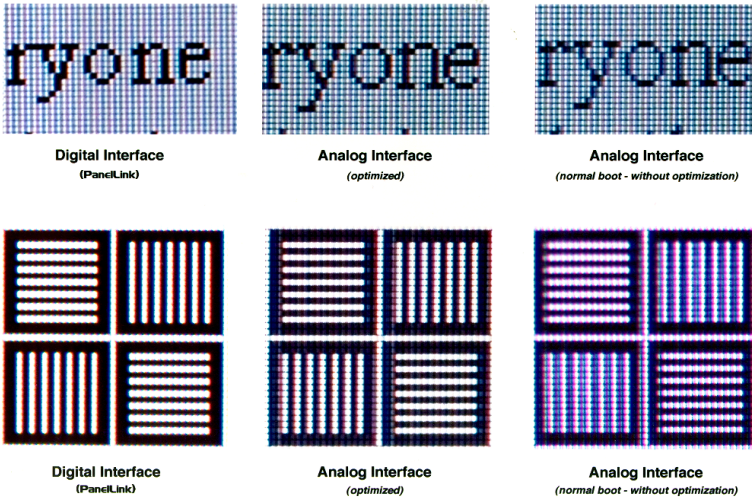 ryone ryone ryone
Digital Interface Analog Interface Analog Interface
(PanelLink) (optimized) (normal boot - without optimization)
Digital Interface Analog Interface Analog Interface
(PanelLink) (optimized) (normal boot - without optimization)